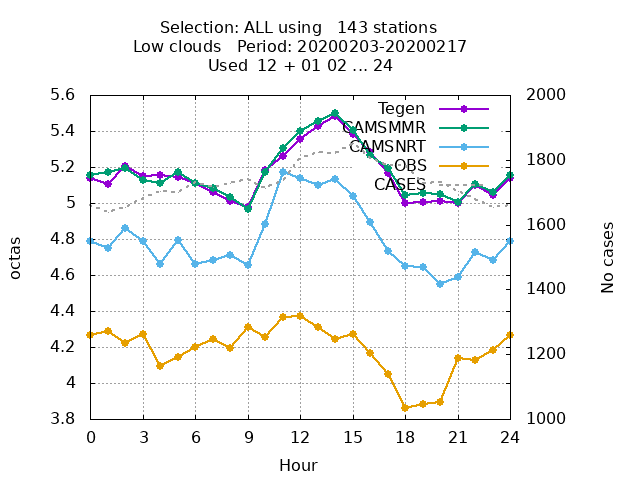 Selection: ALL using   143 stations
Low clouds   Period: 20200203-20200217
Used  12 + 01 02 ... 24
5.6
5.4
5.2
5
4.8
4.6
4.4
4.2
4
3.8
octas
Tegen
CAMSMMR
CAMSNRT
OBS
CASES
2000
1800
1600
1400
1200
1000
No cases
0 3 6 9 12 15 18 21 24
Hour